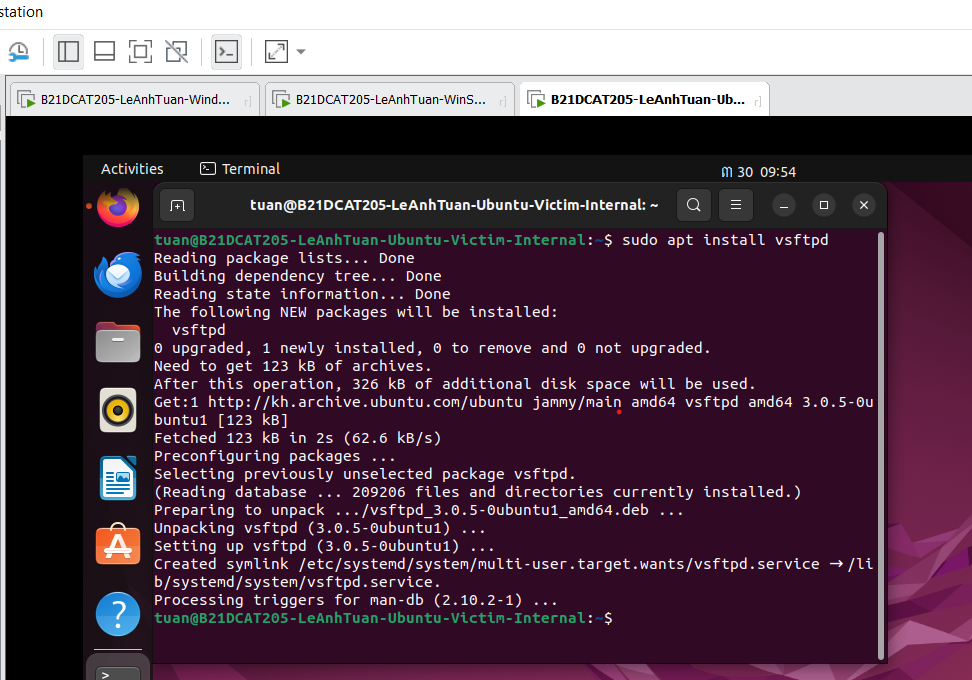 station
B21DCAT205-LeAnhTuan-Wind...
B21DCAT205-LeAnhTuan-WinS...
B21DCAT205-LeAnhTuan-Ub...
Activities
Terminal
៣ 30 09:54
tuan@B21DCAT205-LeAnhTuan-Ubuntu-Victim-Internal: ~
tuan@B21DCAT205-LeAnhTuan-Ubuntu-Victim-Internal:~$ sudo apt install vsftpd
Reading package lists... Done
Building dependency tree... Done
Reading state information... Done
The following NEW packages will be installed:
vsftpd
0 upgraded, 1 newly installed, 0 to remove and 0 not upgraded.
Need to get 123 kB of archives.
After this operation, 326 kB of additional disk space will be used.
Get:1 http://kh.archive.ubuntu.com/ubuntu jammy/main amd64 vsftpd amd64 3.0.5-0u
buntu1 [123 kB]
Fetched 123 kB in 2s (62.6 kB/s)
Preconfiguring packages ...
Selecting previously unselected package vsftpd.
(Reading database ... 209206 files and directories currently installed.)
Preparing to unpack .../vsftpd_3.0.5-0ubuntu1_amd64.deb ...
Unpacking vsftpd (3.0.5-0ubuntu1) ...
Setting up vsftpd (3.0.5-0ubuntu1) ...
Created symlink /etc/systemd/system/multi-user.target.wants/vsftpd.service → /li
b/systemd/system/vsftpd.service.
Processing triggers for man-db (2.10.2-1) ...
tuan@B21DCAT205-LeAnhTuan-Ubuntu-Victim-Internal:~$